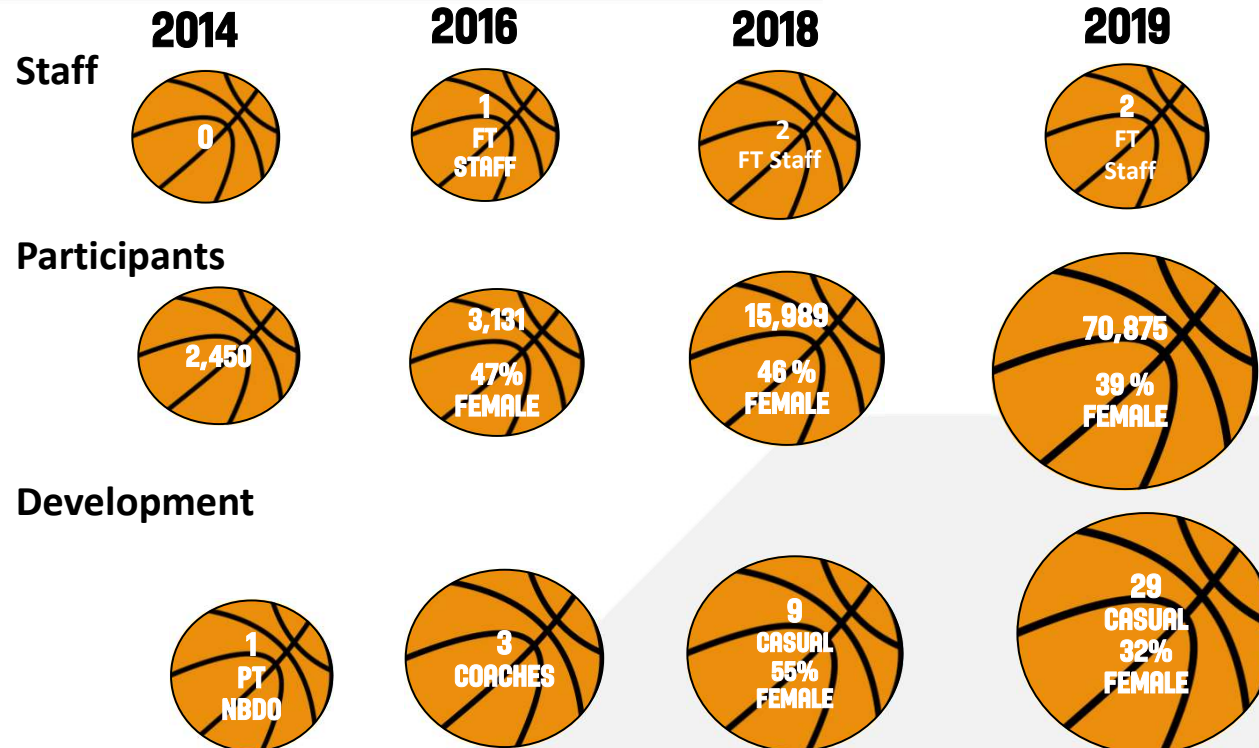 2014 2016 2018 2019
Staff
0
1
FT
STAFF
2
FT Staff
2
FT
Staff
Participants
2,450
3,131
47%
FEMALE
15,989
46 %
FEMALE
70,875
39 %
FEMALE
Development
1
PT
NBDO
3
COACHES
9
CASUAL
55%
FEMALE
29
CASUAL
32%
FEMALE